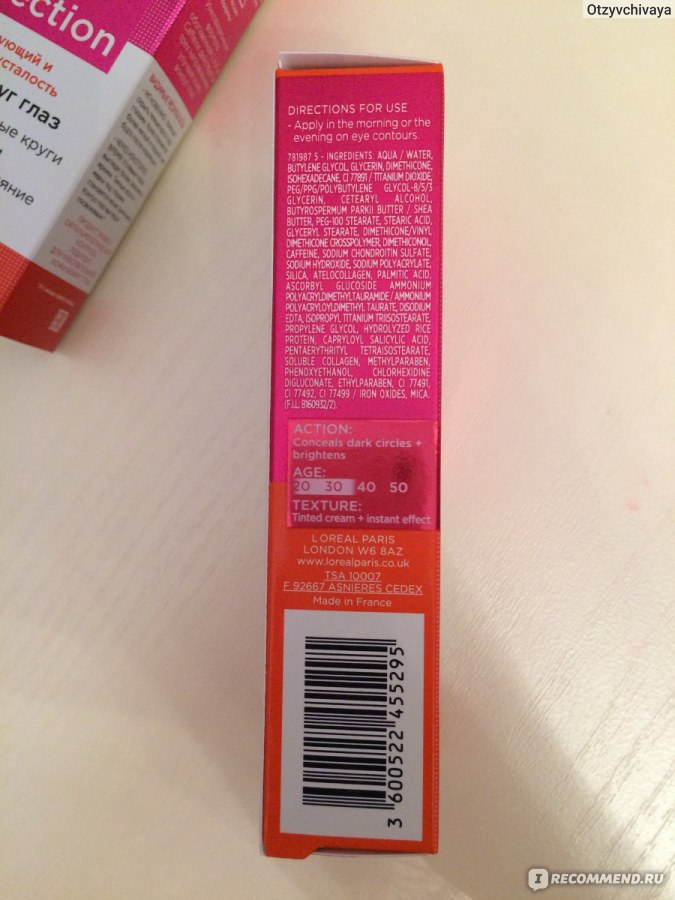 Otzyvchivaya
ection
ующий и
усталость
уг глаз
ые круги
яние
DIRECTIONS FOR USE
- Apply in the morning or the
evening on eye contours.
781987 5 - INGREDIENTS: AQUA / WATER,
BUTYLENE GLYCOL, GLYCERIN, DIMETHICONE,
ISOHEXADECANE, CI 77891 / TITANIUM DIOXIDE,
PEG/PPG/POLYBUTYLENE GLYCOL-8/5/3
GLYCERIN, CETEARYL ALCOHOL,
BUTYROSPERMUM PARKII BUTTER / SHEA
BUTTER, PEG-100 STEARATE, STEARIC ACID,
GLYCERYL STEARATE, DIMETHICONE/VINYL
DIMETHICONE CROSSPOLYMER, DIMETHICONOL,
CAFFEINE, SODIUM CHONDROITIN SULFATE,
SODIUM HYDROXIDE, SODIUM POLYACRYLATE,
SILICA, ATELOCOLLAGEN, PALMITIC ACID,
ASCORBYL GLUCOSIDE AMMONIUM
POLYACRYLDIMETHYLTAURAMIDE / AMMONIUM
POLYACRYLOYLDIMETHYL TAURATE, DISODIUM
EDTA, ISOPROPYL TITANIUM TRIISOSTEARATE,
PROPYLENE GLYCOL, HYDROLYZED RICE
PROTEIN, CAPRYLOYL SALICYLIC ACID,
PENTAERYTHRITYL TETRAISOSTEARATE,
SOLUBLE COLLAGEN, METHYLPARABEN,
PHENOXYETHANOL, CHLORHEXIDINE
DIGLUCONATE, ETHYLPARABEN, CI 77491,
CI 77492, CI 77499 / IRON OXIDES, MICA.
(F.I.L. B160932/2).
ACTION:
Conceals dark circles +
brightens
AGE:
20 30 40 50
TEXTURE:
Tinted cream + instant effect
LOREAL PARIS
LONDON W6 8AZ
www.lorealparis.co.uk
TSA 10007
F 92667 ASNIERES CEDEX
Made in France
3 600522 455295
IRECOMMEND.RU